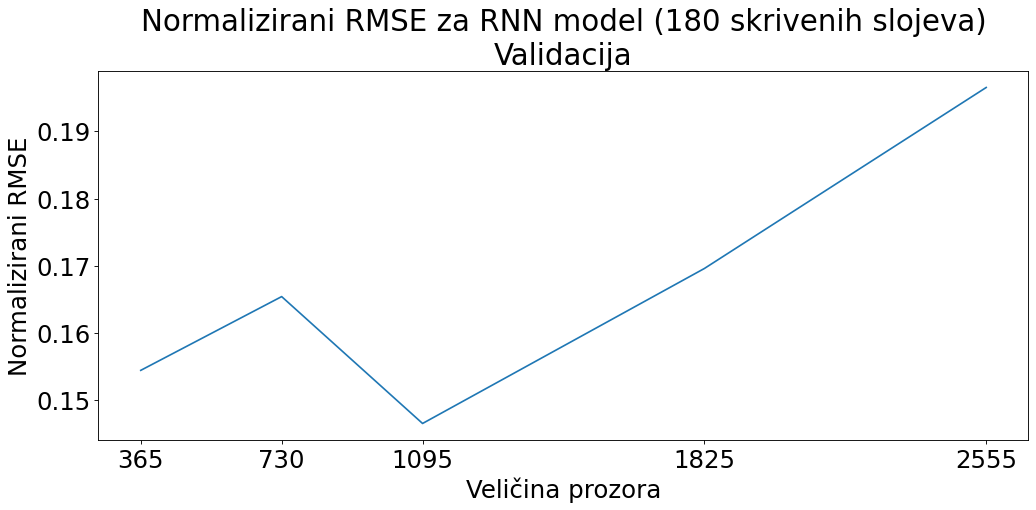 Normalizirani RMSE za RNN model (180 skrivenih slojeva)
Validacija
Normalizirani RMSE
0.19
0.18
0.17
0.16
0.15
365 730 1095 1825 2555
Veličina prozora